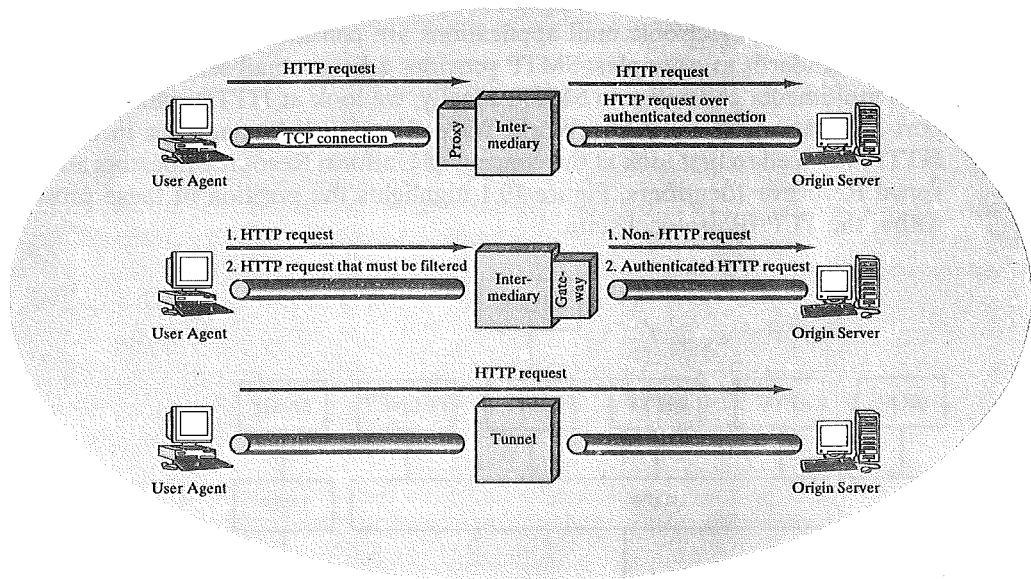 HTTP request
HTTP request
HTTP request over
authenticated connection
TCP connection
Proxy
Inter-
mediary
User Agent
Origin Server
1. HTTP request
2. HTTP request that must be filtered
Inter-
mediary
Gate-
way
1. Non- HTTP request
2. Authenticated HTTP request
User Agent
Origin Server
HTTP request
Tunnel
User Agent
Origin Server